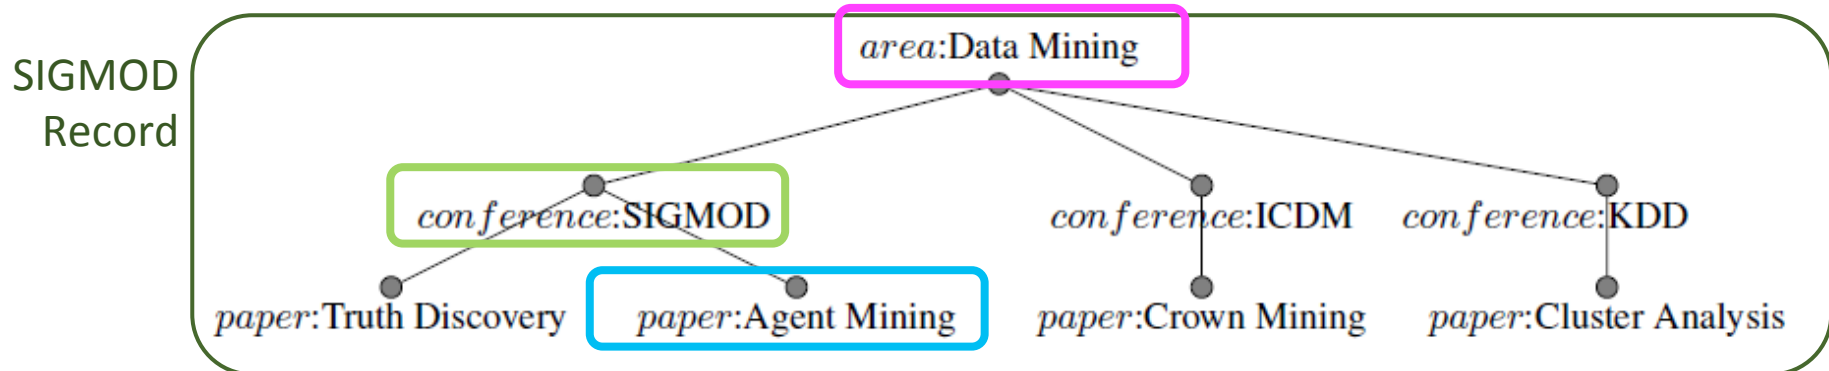 SIGMOD
Record
area:Data Mining
conference:SIGMOD
conference:ICDM
conference:KDD
paper:Truth Discovery
paper:Agent Mining
paper:Crown Mining
paper:Cluster Analysis